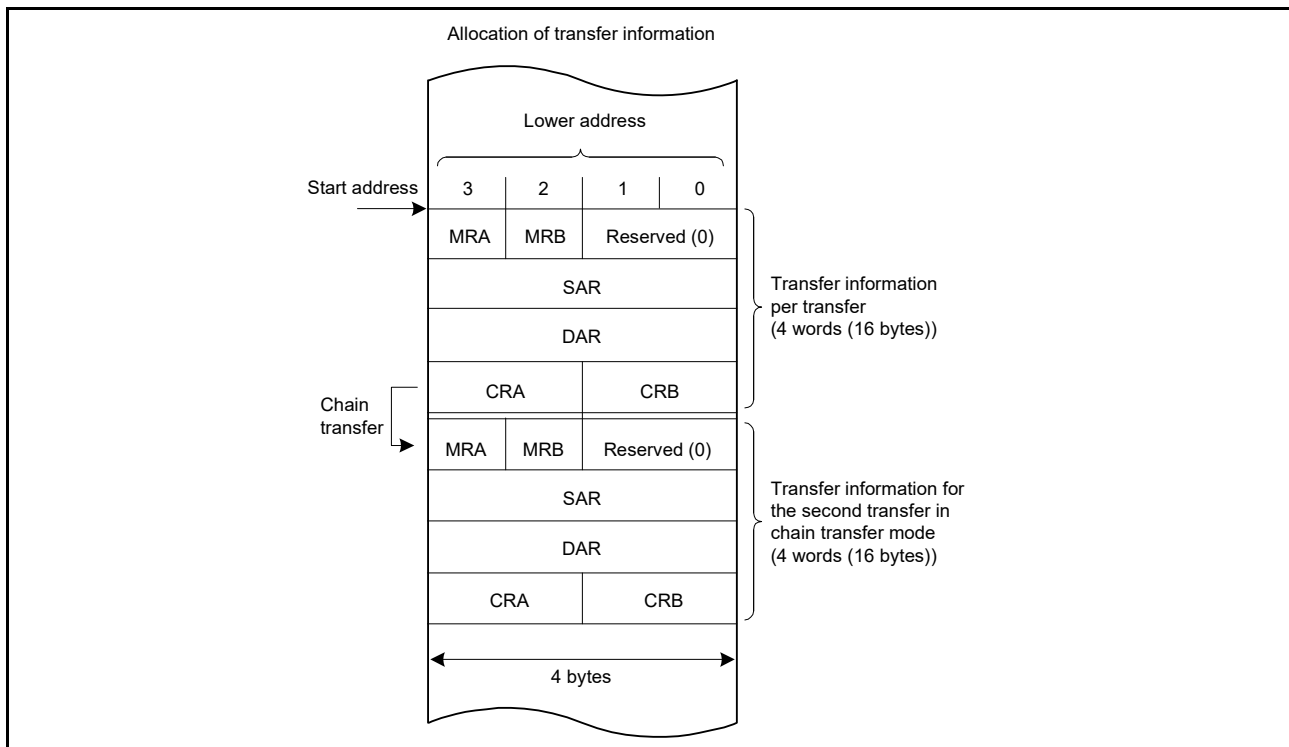 Allocation of transfer information
Lower address
Start address
3 2 1 0
MRA MRB Reserved (0)
SAR
DAR
CRA CRB
Transfer information
per transfer
(4 words (16 bytes))
Chain
transfer
MRA MRB Reserved (0)
SAR
DAR
CRA CRB
Transfer information for
the second transfer in
chain transfer mode
(4 words (16 bytes))
4 bytes